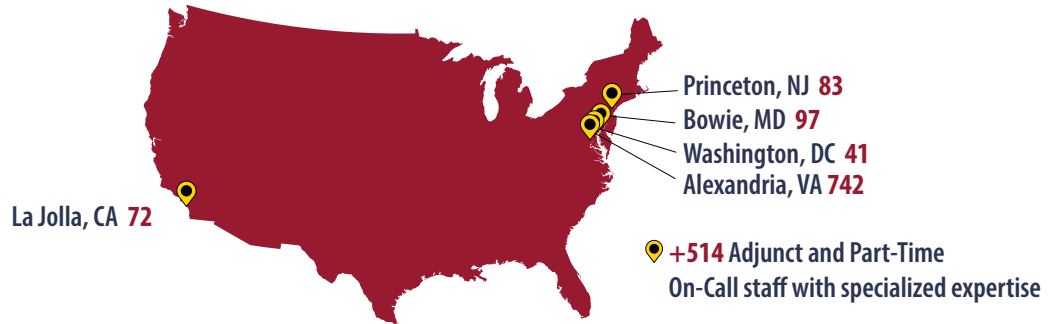 Princeton, NJ 83
Bowie, MD 97
Washington, DC 41
Alexandria, VA 742
La Jolla, CA 72
+514 Adjunct and Part-Time
On-Call staff with specialized expertise